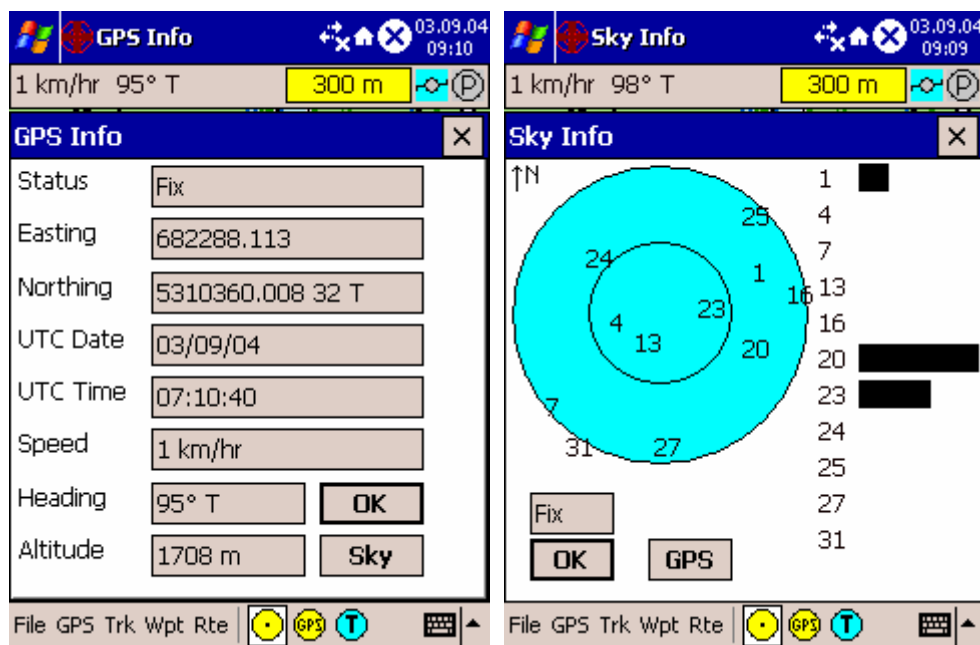 GPS Info
03.09.04
09:10
1 km/hr 95° T
300 m
P
GPS Info
Status
Fix
Easting
682288.113
Northing
5310360.008 32 T
UTC Date
03/09/04
UTC Time
07:10:40
Speed
1 km/hr
Heading
95° T
OK
Altitude
1708 m
Sky
File GPS Trk Wpt Rte
GPS
T
Sky Info
03.09.04
09:09
1 km/hr 98° T
300 m
P
Sky Info
↑N
25
24
1
16
23
4
13
20
7
31
27
1
4
7
13
16
20
23
24
25
27
31
Fix
OK
GPS
File GPS Trk Wpt Rte
GPS
T